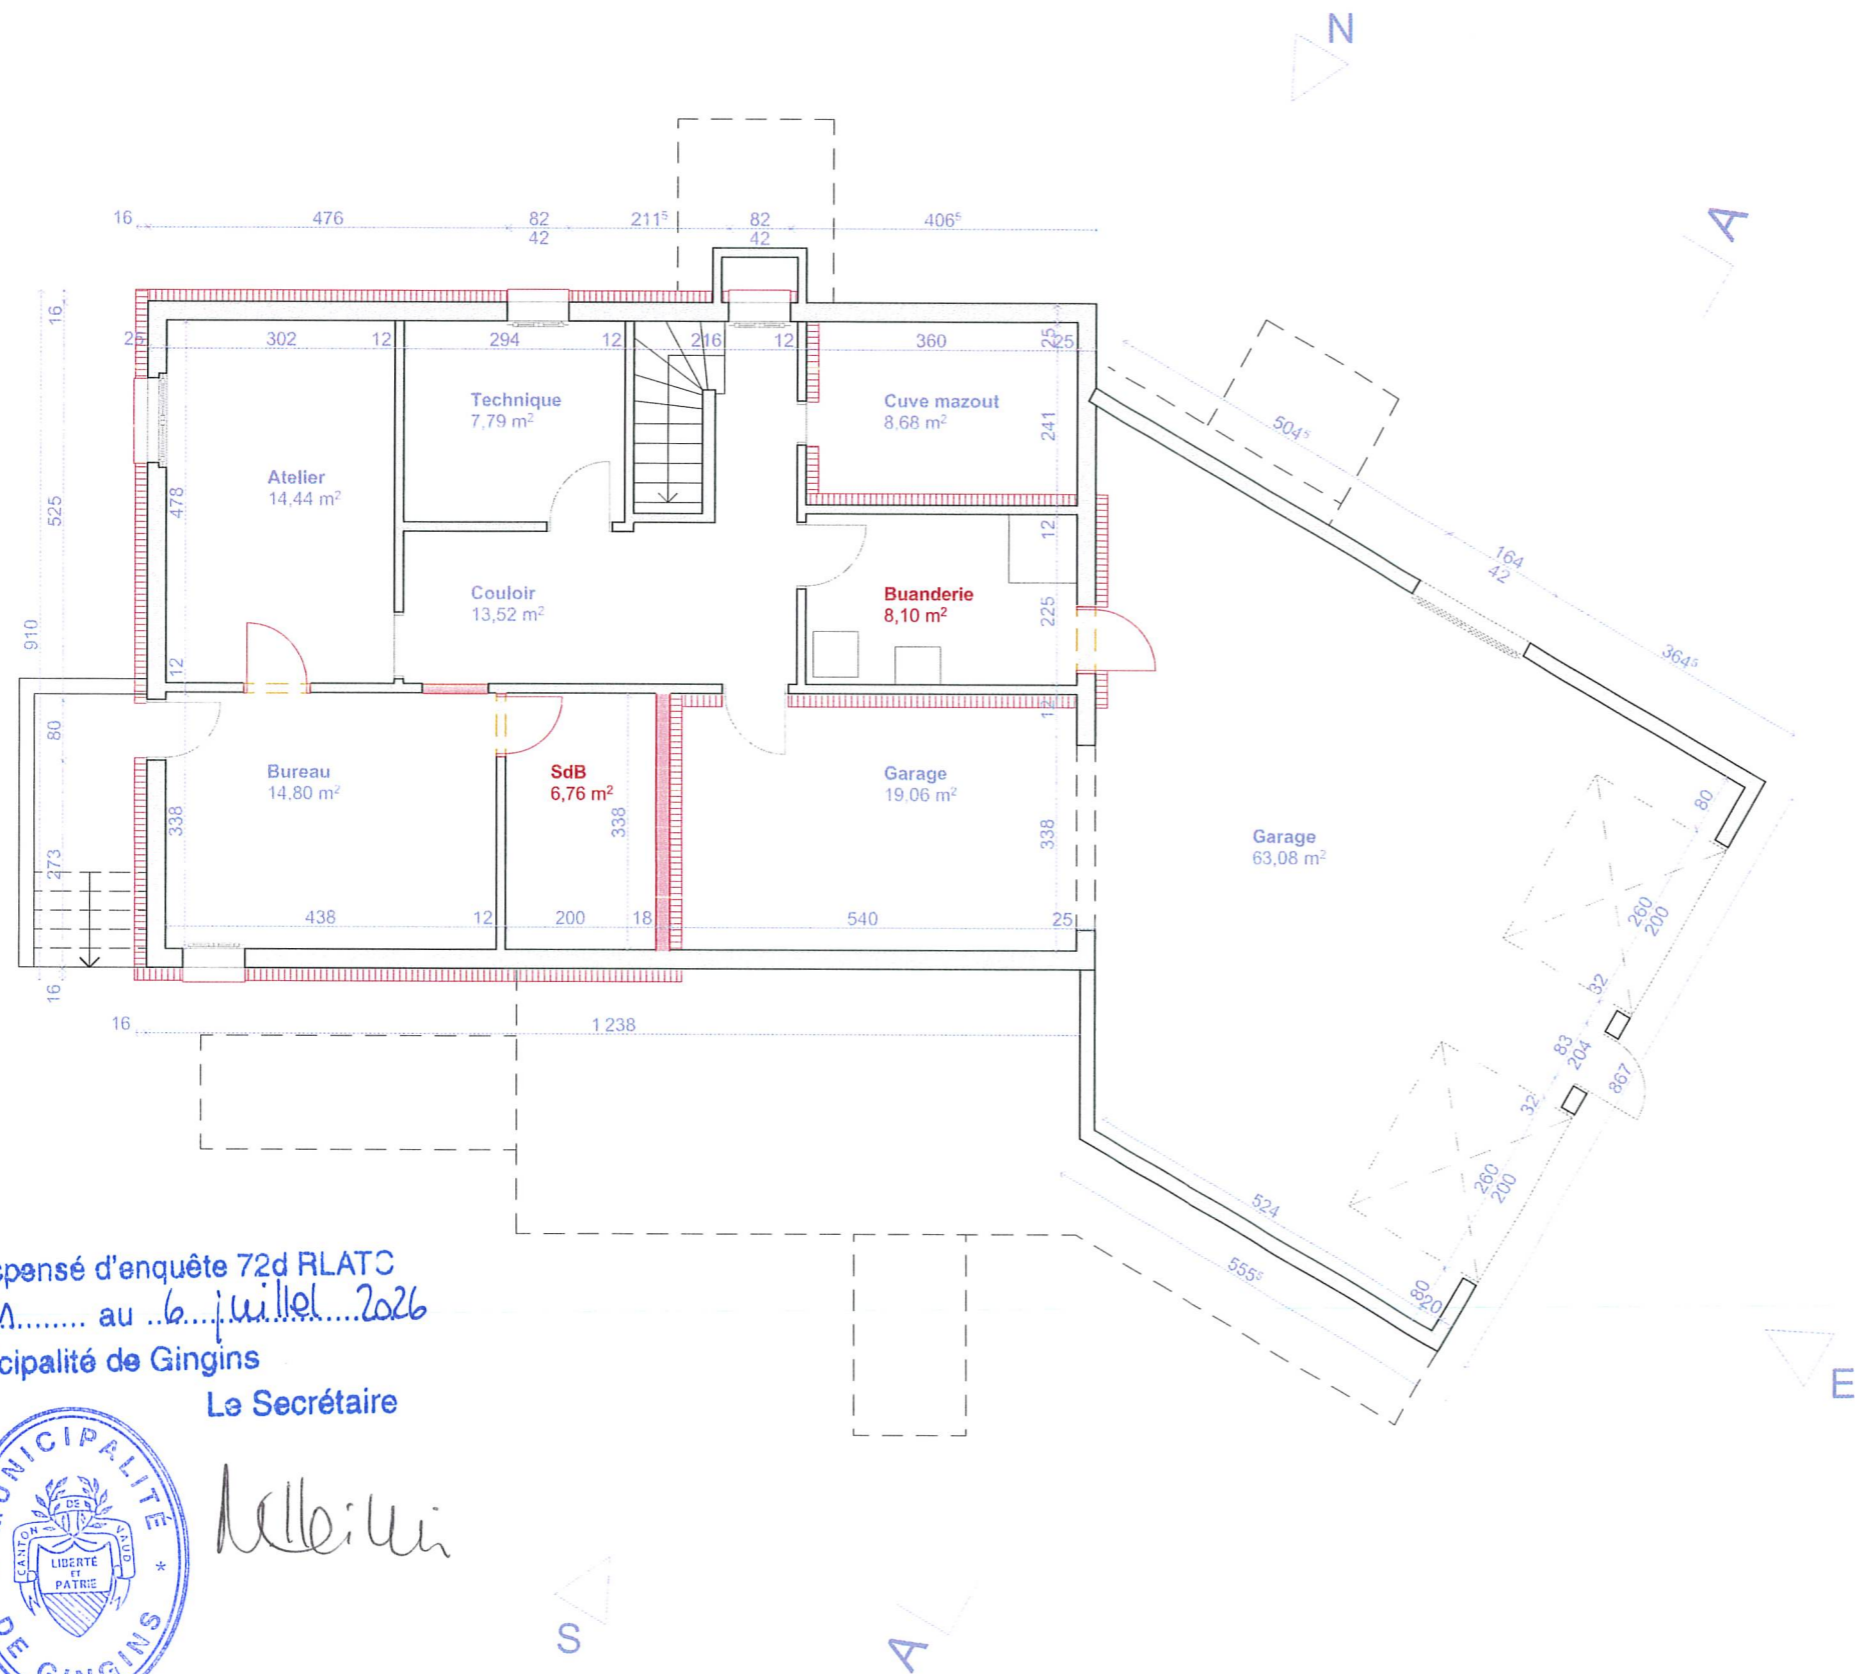 N
A
16 476 82 211⁵ 82 406⁵
42 42
16
25 302 12 294 12 216 12 360 25 25
Technique
7,79 m²
Cuve mazout
8,68 m²
241
504⁵
Atelier
14,44 m²
478
525
12
164
42
Couloir
13,52 m²
Buanderie
8,10 m²
225
910
12
364⁵
12
80
Bureau
14,80 m²
SdB
6,76 m²
Garage
19,06 m²
338
338
338
80
Garage
63,08 m²
273
438 12 200 18 540 25
260
200
16
32
16 1 238
83
204
867
32
260
200
524
555⁵
80
20
E
pensé d'enquête 72d RLATC
au 6 juillet 2026
cipalité de Gingins
Le Secrétaire
MUNICIPALITÉ
DE GINGINS *
CANTON DE VAUD
LIBERTÉ
ET
PATRIE
S
A